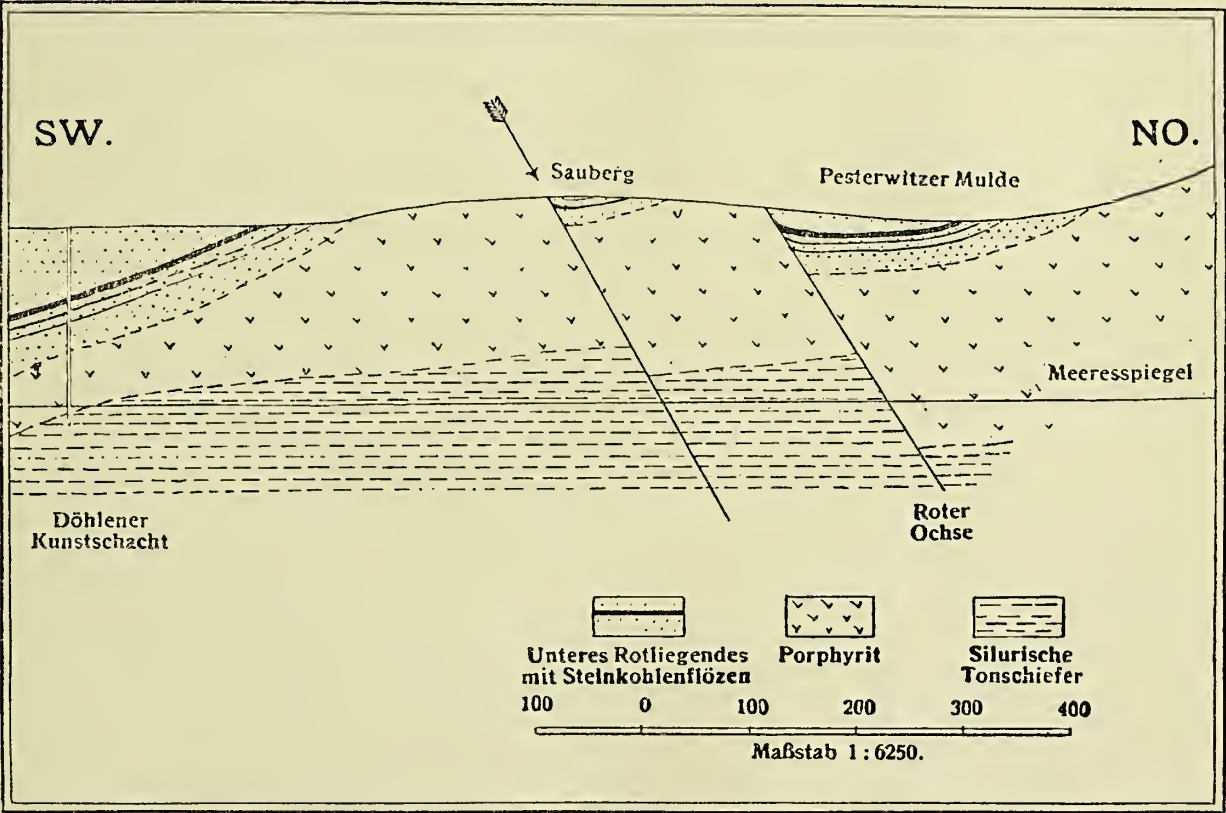 SW.
NO.
Sauberg
Pesterwitzer Mulde
Meeresspiegel
Döhlener
Kunstschacht
Roter
Ochse
Unteres Rotliegendes
mit Steinkohlenflözen
Porphyrit
Silurische
Tonschiefer
100 0 100 200 300 400
Maßstab 1 : 6250.